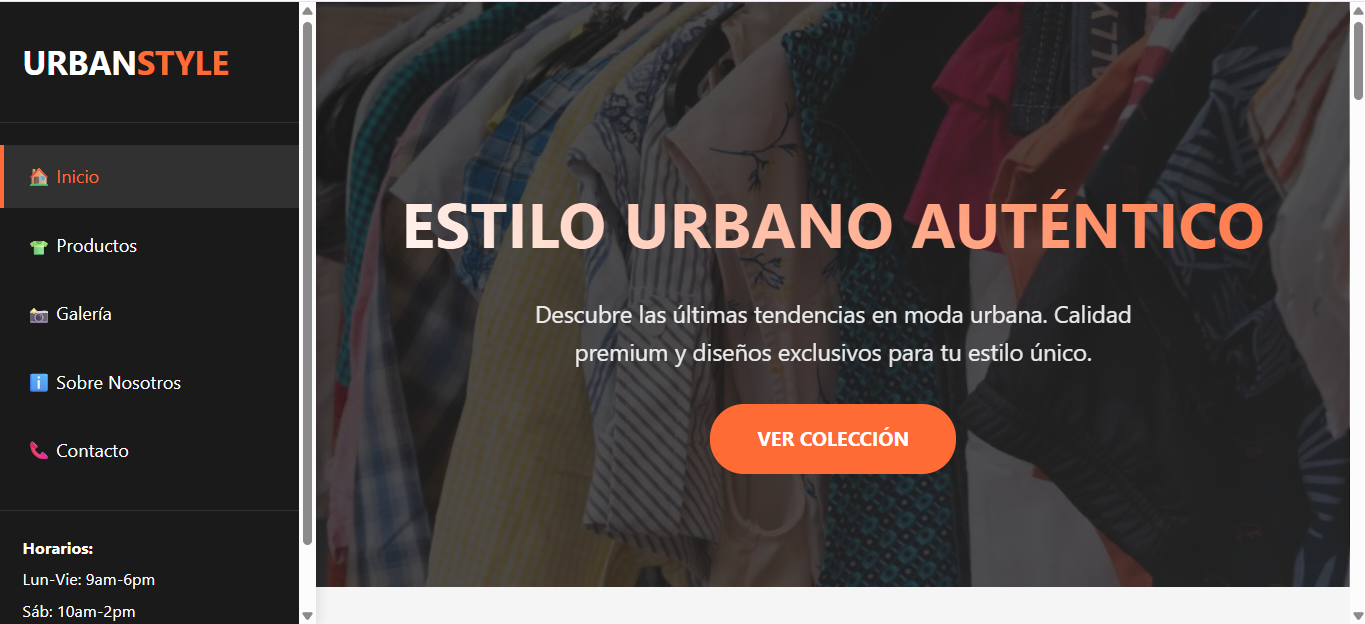 URBANSTYLE
Inicio
Productos
Galería
Sobre Nosotros
Contacto
Horarios:
Lun-Vie: 9am-6pm
Sáb: 10am-2pm
ESTILO URBANO AUTÉNTICO
Descubre las últimas tendencias en moda urbana. Calidad
premium y diseños exclusivos para tu estilo único.
VER COLECCIÓN